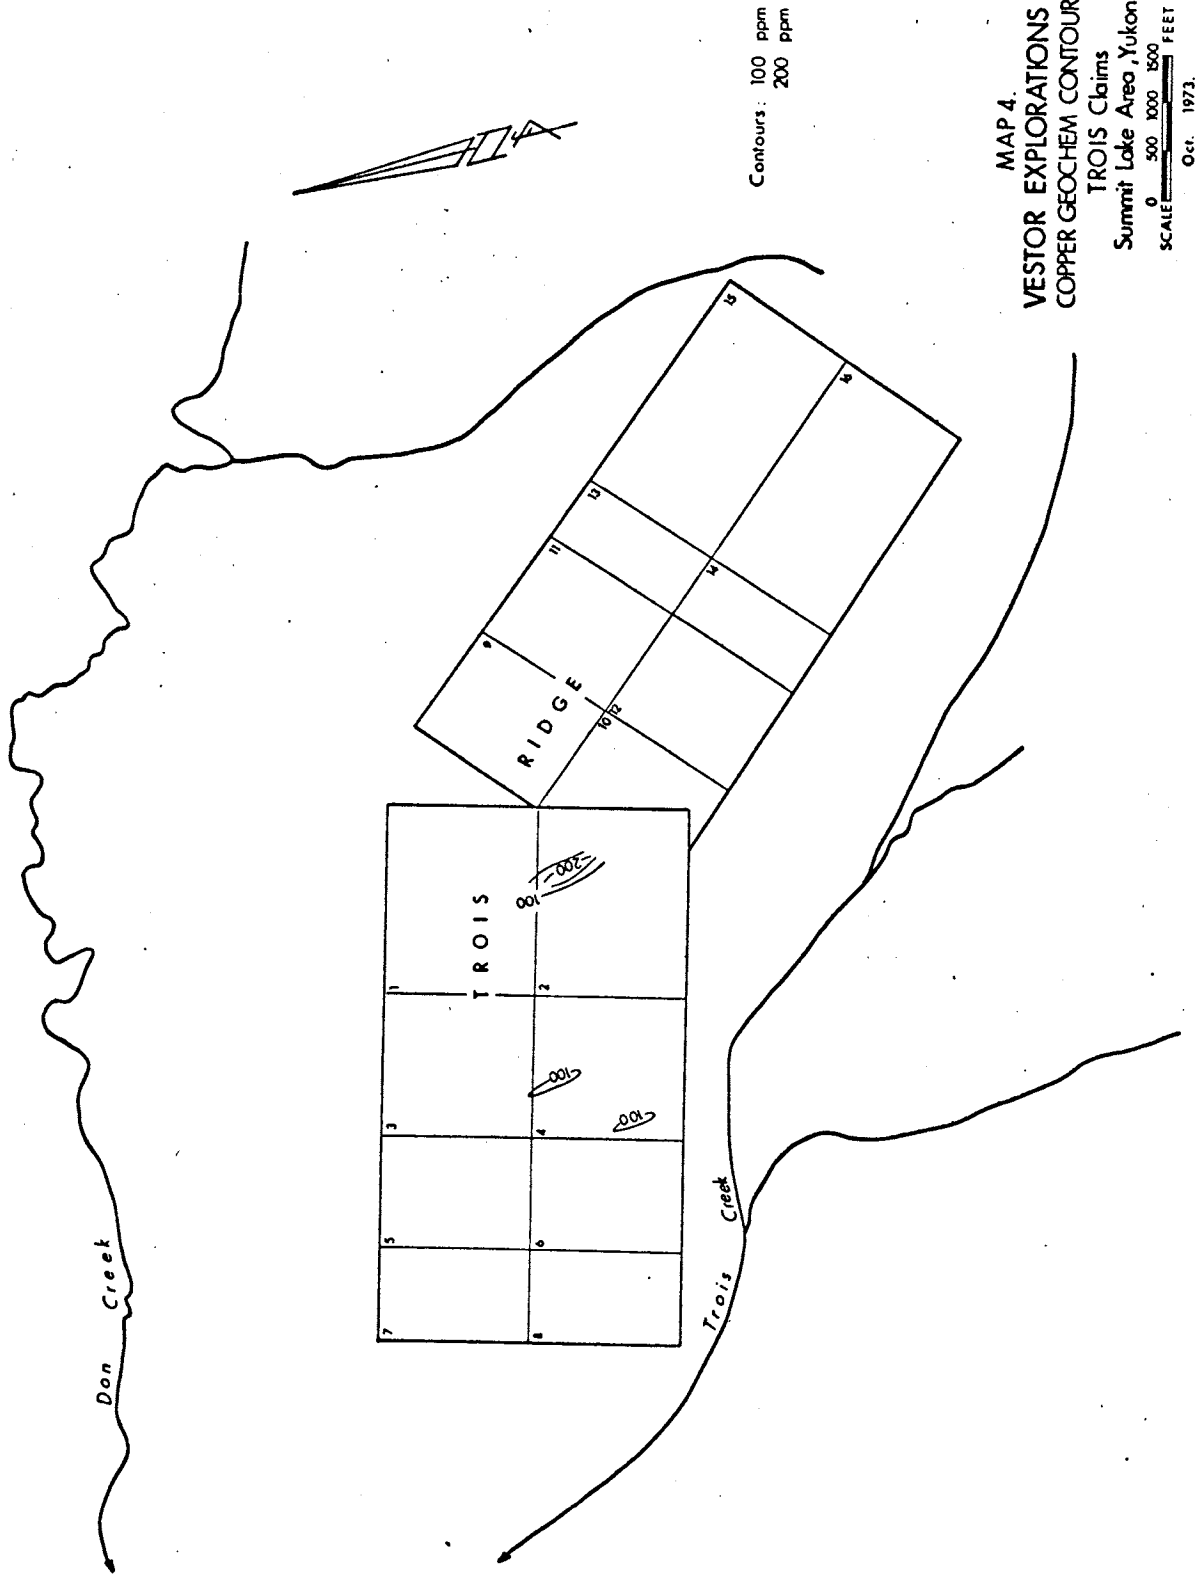 Don Creek
TROIS RIDGE
Trois Creek
1
2
3
4
5
6
7
8
9
10
11
12
13
14
15
16
100
200
100
100
Contours: 100 ppm
200 ppm
MAP 4.
VESTOR EXPLORATIONS
COPPER GEOCHEM CONTOUR
TROIS Claims
Summit Lake Area, Yukon
0 500 1000 1500
SCALE FEET
Oct. 1973.